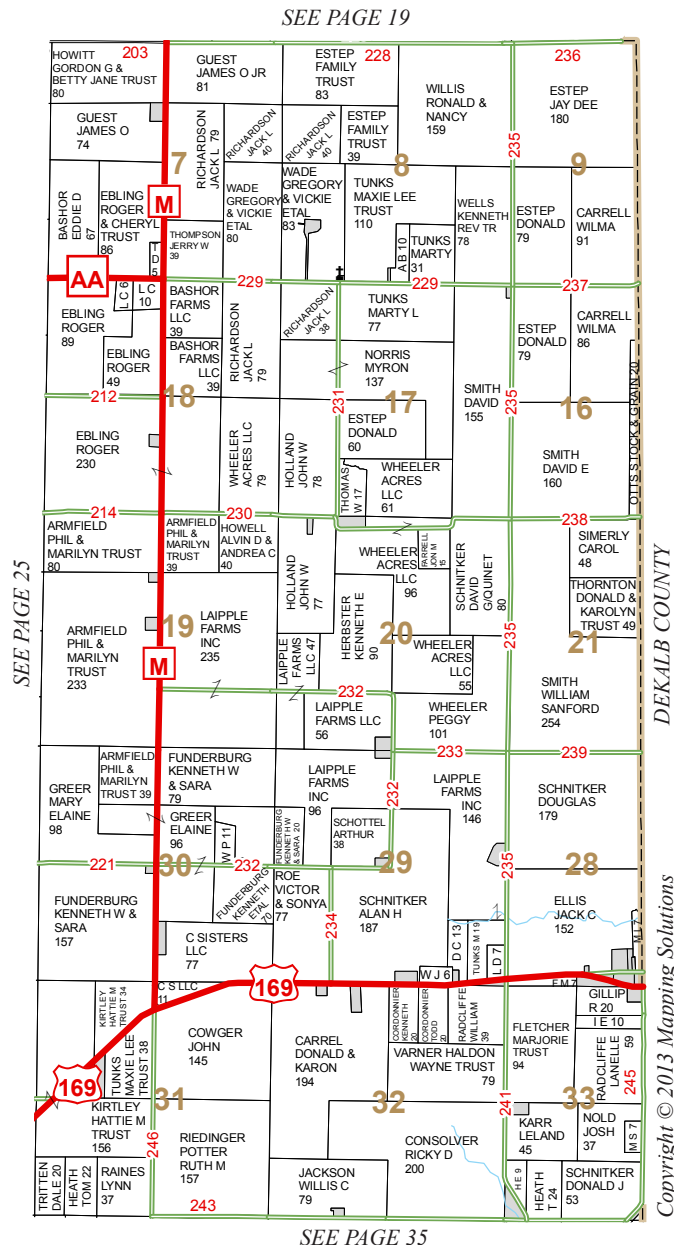 SEE PAGE 19
HOWITT
GORDON G &
BETTY JANE TRUST
80
203
GUEST
JAMES O JR
81
ESTEP
FAMILY
TRUST
83
228
WILLIS
RONALD &
NANCY
159
236
ESTEP
JAY DEE
180
GUEST
JAMES O
74
7
RICHARDSON
JACK L 79
RICHARDSON
JACK L
40
RICHARDSON
JACK L
40
ESTEP
FAMILY
TRUST
39
8
235
9
BASHOR
EDDIE D
67
EBLING
ROGER
& CHERYL
TRUST
86
M
WADE
GREGORY
& VICKIE
ETAL
80
WADE
GREGORY
& VICKIE
ETAL
83
TUNKS
MAXIE LEE
TRUST
110
WELLS
KENNETH
REV TR
78
ESTEP
DONALD
79
CARRELL
WILMA
91
THOMPSON
JERRY W
39
T
D
5
A B 10
TUNKS
MARTY
31
AA
229
229
237
L C 6
L C
10
EBLING
ROGER
89
BASHOR
FARMS
LLC
39
RICHARDSON
JACK L
79
RICHARDSON
JACK L
38
TUNKS
MARTY L
77
ESTEP
DONALD
79
CARRELL
WILMA
86
EBLING
ROGER
49
BASHOR
FARMS
LLC
39
NORRIS
MYRON
137
OTTS STOCK & GRAIN 20
212
18
231
17
SMITH
DAVID
155
235
16
EBLING
ROGER
230
WHEELER
ACRES LLC
79
HOLLAND
JOHN W
78
ESTEP
DONALD
60
SMITH
DAVID E
160
THOMAS
W 17
WHEELER
ACRES
LLC
61
214
230
238
ARMFIELD
PHIL &
MARILYN TRUST
80
ARMFIELD
PHIL &
MARILYN
TRUST
39
HOWELL
ALVIN D &
ANDREA C
40
HOLLAND
JOHN W
77
WHEELER
ACRES
LLC
96
FARRELL
JON M
15
SCHNITKER
DAVID
G/QUINET
80
SIMERLY
CAROL
48
THORNTON
DONALD &
KAROLYN
TRUST 49
SEE PAGE 25
DEKALB COUNTY
ARMFIELD
PHIL &
MARILYN
TRUST
233
19
LAIPPLE
FARMS
INC
235
HERBSTER
KENNETH E
90
20
235
21
M
LAIPPLE
FARMS
LLC 47
WHEELER
ACRES
LLC
55
SMITH
WILLIAM
SANFORD
254
232
LAIPPLE
FARMS LLC
56
WHEELER
PEGGY
101
233
239
ARMFIELD
PHIL &
MARILYN
TRUST 39
FUNDERBURG
KENNETH W
& SARA
79
LAIPPLE
FARMS
INC
96
232
LAIPPLE
FARMS
INC
146
SCHNITKER
DOUGLAS
179
GREER
MARY
ELAINE
98
GREER
ELAINE
96
W P 11
FUNDERBURG
KENNETH W
& SARA 20
SCHOTTEL
ARTHUR
38
221
30
232
29
235
28
FUNDERBURG
KENNETH W &
SARA
157
FUNDERBURG
KENNETH
ETAL
70
ROE
VICTOR
& SONYA
77
SCHNITKER
ALAN H
187
ELLIS
JACK C
152
234
C SISTERS
LLC
77
D C 13
TUNKS M 19
L D 7
M L 7
W J 6
F M 7
169
KIRTLEY
HATTIE M
TRUST 34
C S LLC
11
CORDONNIER
KENNETH
20
CORDONNIER
TODD
20
RADCLIFFE
WILLIAM
39
GILLIP
R 20
I E 10
TUNKS
MAXIE LEE
TRUST 38
COWGER
JOHN
145
CARREL
DONALD &
KARON
194
VARNER HALDON
WAYNE TRUST
79
FLETCHER
MARJORIE
TRUST
94
RADCLIFFE
LANELLE
59
169
245
KIRTLEY
HATTIE M
TRUST
156
31
32
241
33
246
RIEDINGER
POTTER
RUTH M
157
CONSOLVER
RICKY D
200
KARR
LELAND
45
NOLD
JOSH
37
M S 7
TRITTEN
DALE 20
HEATH
TOM 22
RAINES
LYNN
37
JACKSON
WILLIS C
79
H E 9
HEATH
T 24
SCHNITKER
DONALD J
53
243
SEE PAGE 35
Copyright © 2013 Mapping Solutions